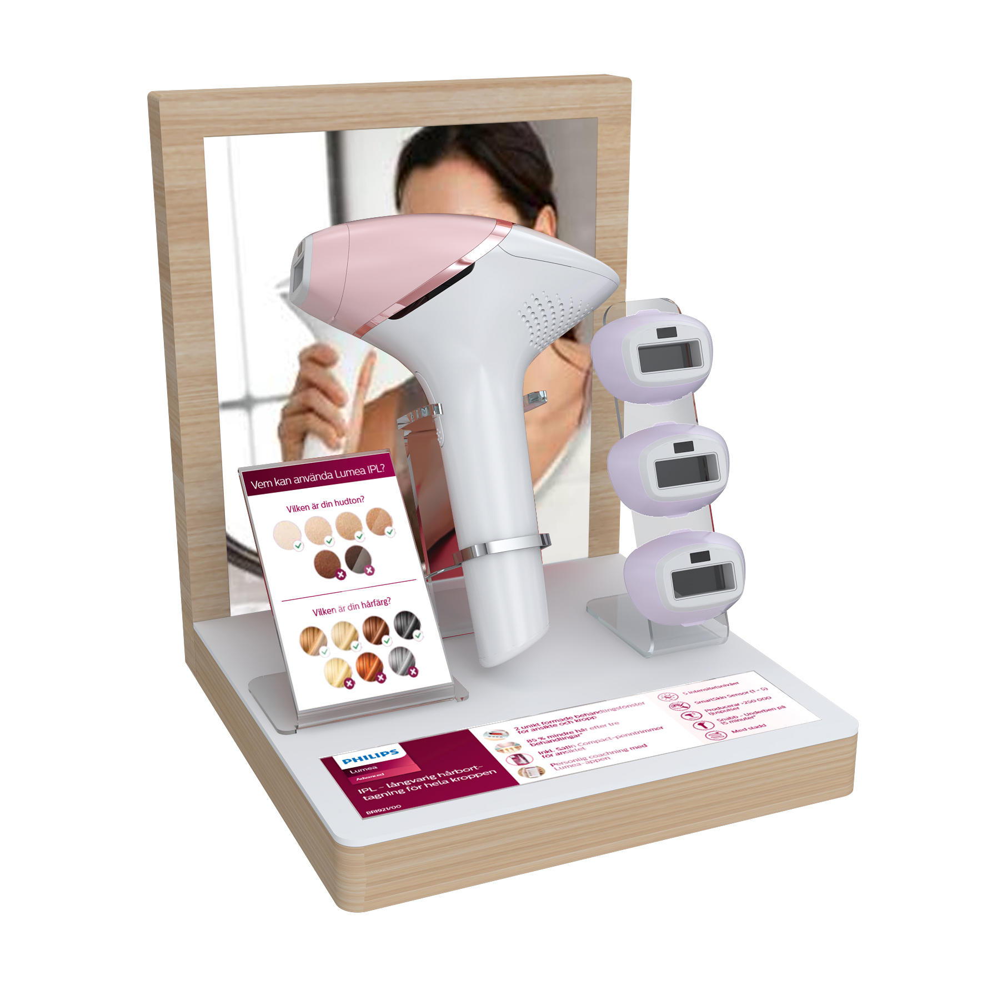 Vem kan använda Lumea IPL?
Vilken är din hudton?
Vilken är din hårfärg?
PHILIPS
Lumea
Advanced
IPL – långvarig hårbort-
tagning för hela kroppen
BRI921/00
2 unikt formade behandlingsfönster
för ansikte och kropp
85 % mindre hår efter tre
behandlingar*
Inkl. Satin Compact-penntrimmer
för ansiktet
Personlig coachning med
Lumea-appen
5 intensitetsnivåer
SmartSkin Sensor (1 - 5)
Producerar >250 000
ljuspulser
Snabb – Underben på
15 minuter*
Med sladd